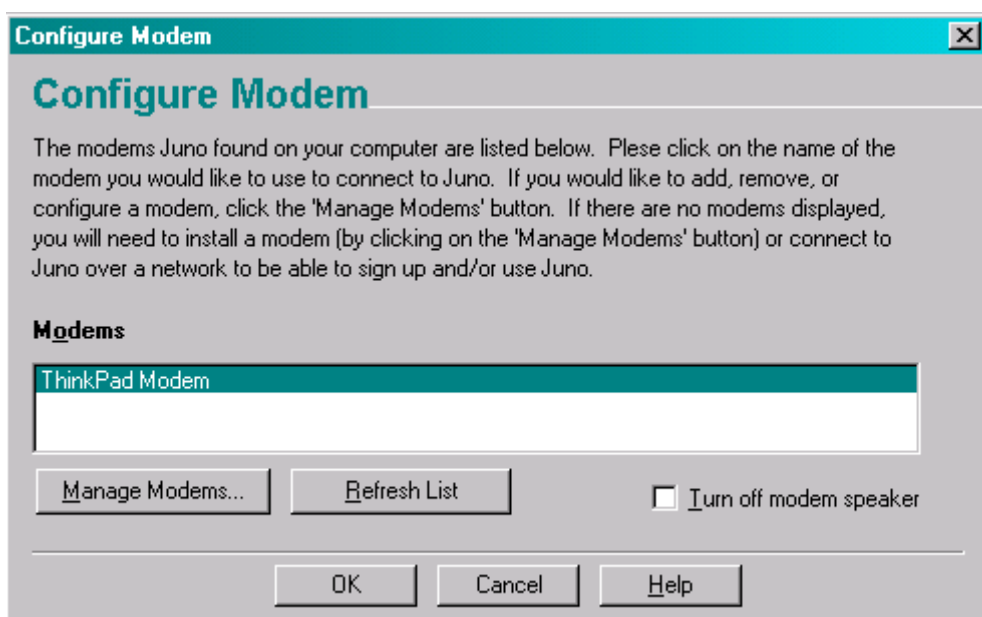 Configure Modem
Configure Modem
The modems Juno found on your computer are listed below. Plese click on the name of the
modem you would like to use to connect to Juno. If you would like to add, remove, or
configure a modem, click the 'Manage Modems' button. If there are no modems displayed,
you will need to install a modem (by clicking on the 'Manage Modems' button) or connect to
Juno over a network to be able to sign up and/or use Juno.
Modems
ThinkPad Modem
Manage Modems... Refresh List Turn off modem speaker
OK Cancel Help